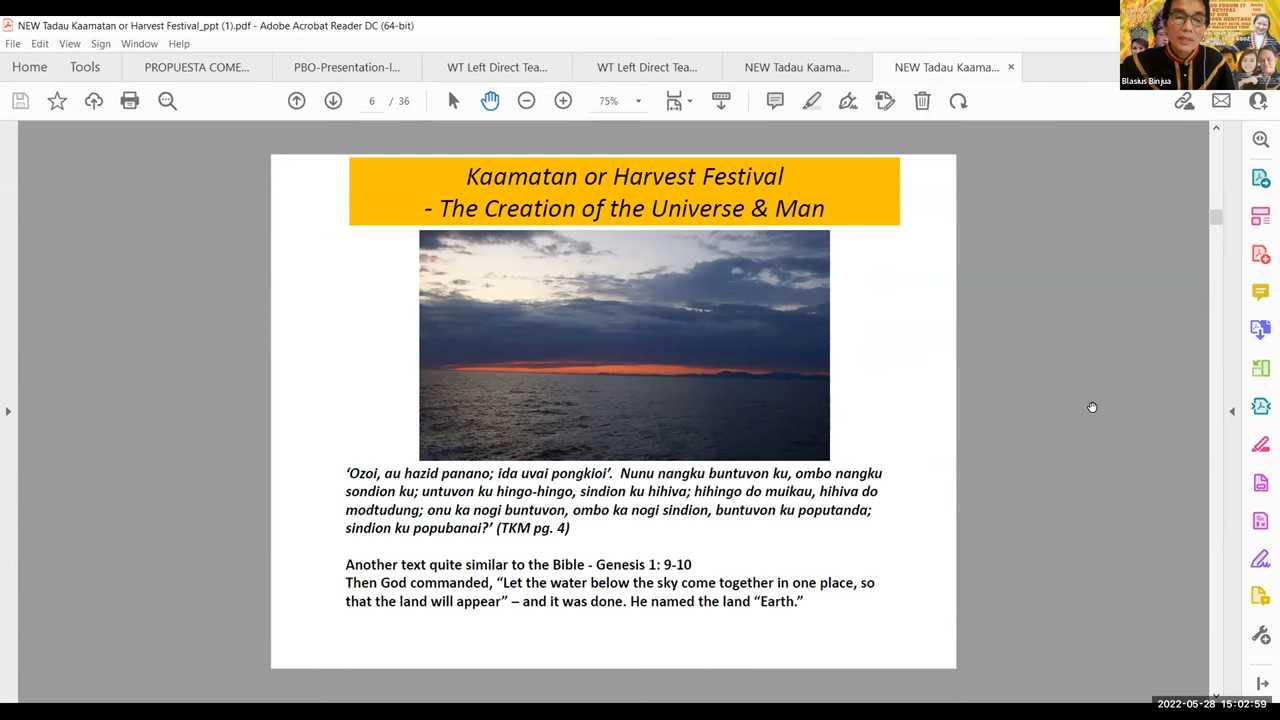 NEW Tadau Kaamatan or Harvest Festival_ppt (1).pdf - Adobe Acrobat Reader DC (64-bit)
File Edit View Sign Window Help
Home Tools PROPUESTA COME... PBO-Presentation-I... WT Left Direct Tea... WT Left Direct Tea... NEW Tadau Kaama... NEW Tadau Kaama... ×
6 / 36 75%
Blasius Binjua
Kaamatan or Harvest Festival
- The Creation of the Universe & Man
‘Ozoi, au hazid panano; ida uvai pongkioi’. Nunu nangku buntuvon ku, ombo nangku
sondion ku; untuvon ku hingo-hingo, sindion ku hihiva; hihingo do muikau, hihiva do
modtudung; onu ka nogi buntuvon, ombo ka nogi sindion, buntuvon ku poputanda;
sindion ku popubanai?’ (TKM pg. 4)
Another text quite similar to the Bible - Genesis 1: 9-10
Then God commanded, “Let the water below the sky come together in one place, so
that the land will appear” – and it was done. He named the land “Earth.”
2022-05-28 15:02:59